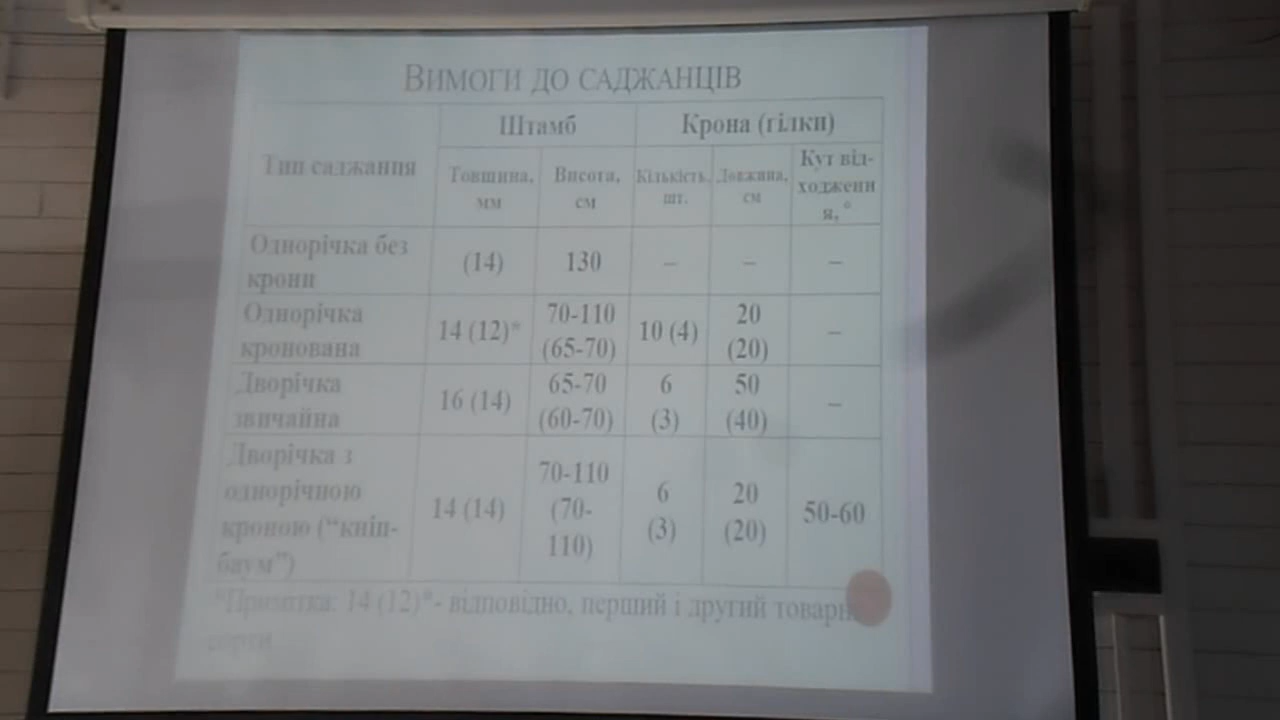 ВИМОГИ ДО САДЖАНЦІВ
Тип саджання
Штамб
Крона (гілки)
Товщина,
мм
Висота,
см
Кількість,
шт.
Довжина,
см
Кут від-
ходженн
я, °
Однорічка без
крони
(14)
130
–
–
–
Однорічка
кронована
14 (12)*
70-110
(65-70)
10 (4)
20
(20)
–
Дворічка
звичайна
16 (14)
65-70
(60-70)
6
(3)
50
(40)
–
Дворічка з
однорічною
кроною (“кніп-
баум”)
14 (14)
70-110
(70-
110)
6
(3)
20
(20)
50-60
*Примітка: 14 (12)*- відповідно, перший і другий товарні
сорти